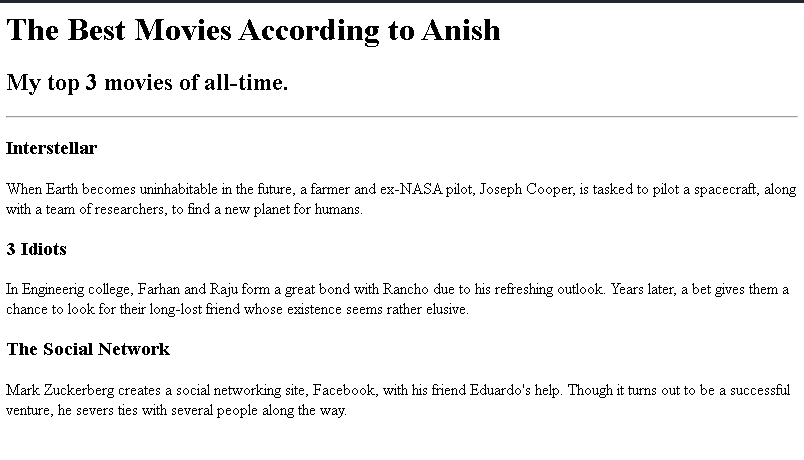 The Best Movies According to Anish
My top 3 movies of all-time.
Interstellar
When Earth becomes uninhabitable in the future, a farmer and ex-NASA pilot, Joseph Cooper, is tasked to pilot a spacecraft, along
with a team of researchers, to find a new planet for humans.
3 Idiots
In Engineerig college, Farhan and Raju form a great bond with Rancho due to his refreshing outlook. Years later, a bet gives them a
chance to look for their long-lost friend whose existence seems rather elusive.
The Social Network
Mark Zuckerberg creates a social networking site, Facebook, with his friend Eduardo's help. Though it turns out to be a successful
venture, he severs ties with several people along the way.